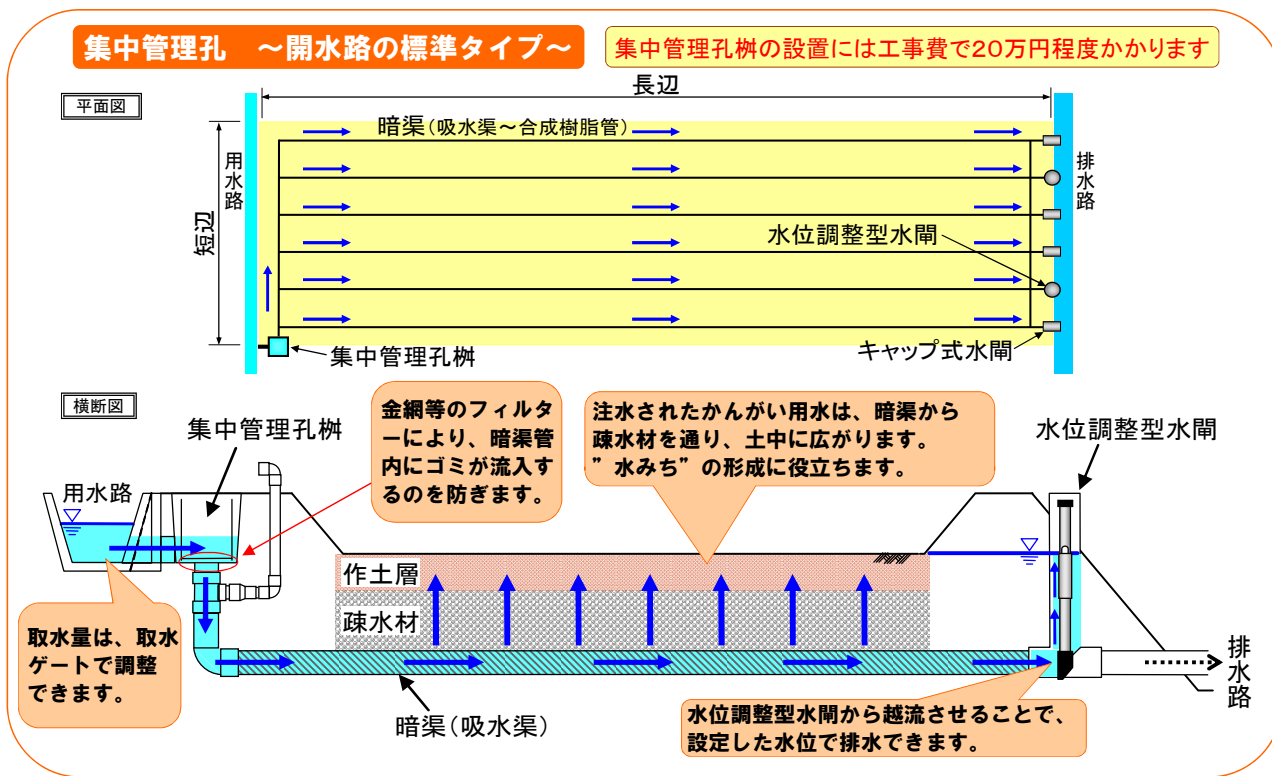 集中管理孔　～開水路の標準タイプ～
集中管理孔桝の設置には工事費で20万円程度かかります
平面図
長辺
暗渠(吸水渠～合成樹脂管)
用水路
排水路
短辺
水位調整型水閘
集中管理孔桝
キャップ式水閘
横断図
集中管理孔桝
金網等のフィルタ
ーにより、暗渠管
内にゴミが流入す
るのを防ぎます。
注水されたかんがい用水は、暗渠から
疎水材を通り、土中に広がります。
”水みち”の形成に役立ちます。
水位調整型水閘
用水路
作土層
疎水材
取水量は、取水
ゲートで調整
できます。
排水路
暗渠(吸水渠)
水位調整型水閘から越流させることで、
設定した水位で排水できます。